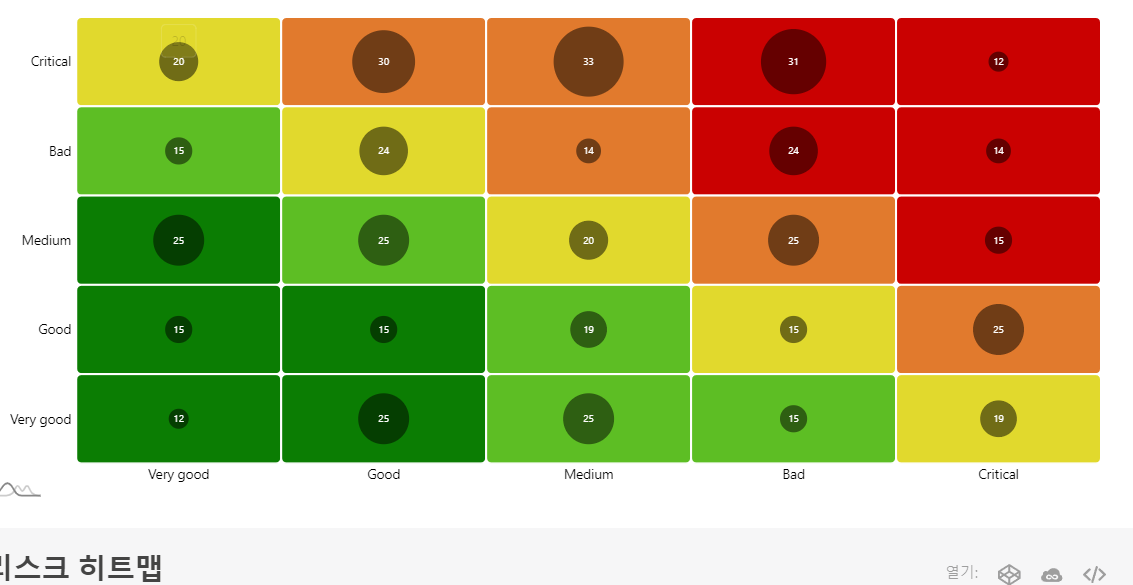 20
Critical 20 30 33 31 12
Bad 15 24 14 24 14
Medium 25 25 20 25 15
Good 15 15 19 15 25
Very good 12 25 25 15 19
Very good Good Medium Bad Critical
리스크 히트맵 열기: